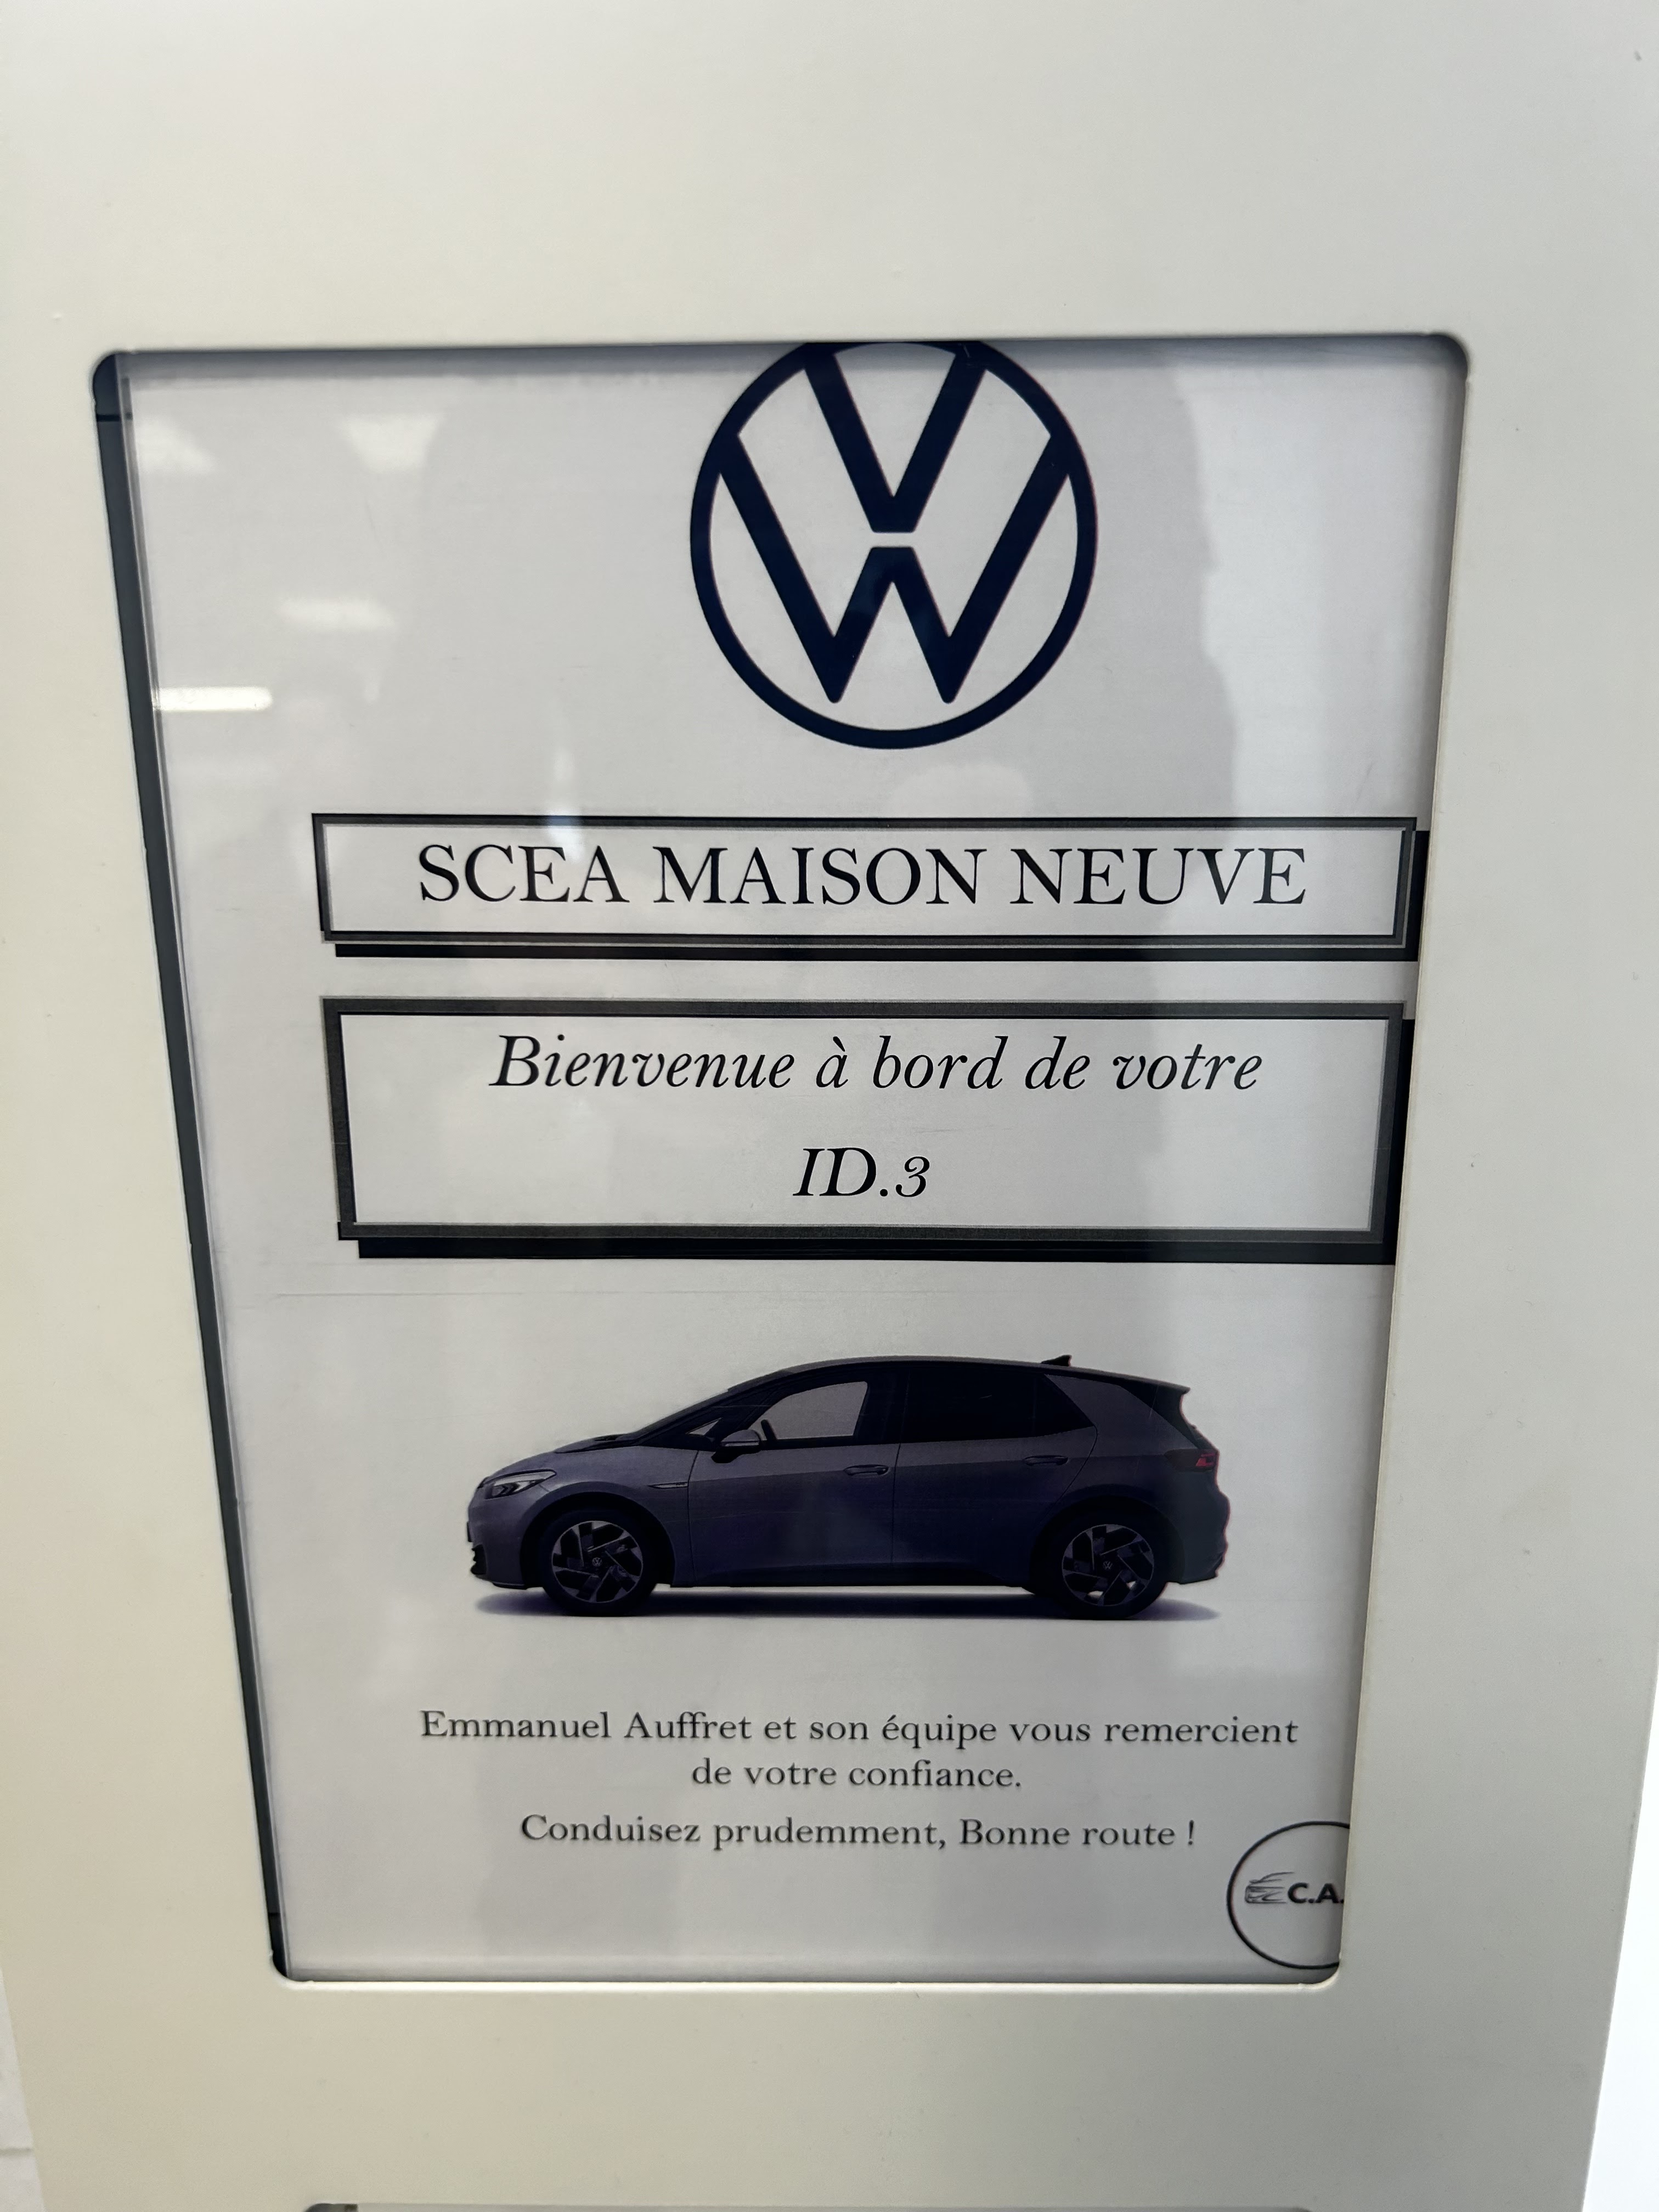 SCEA MAISON NEUVE
Bienvenue à bord de votre
ID.3
Emmanuel Auffret et son équipe vous remercient
de votre confiance.
Conduisez prudemment, Bonne route !
C.A.